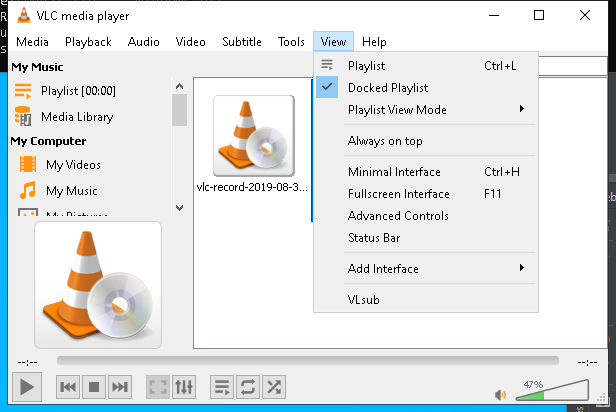 VLC media player
Media Playback Audio Video Subtitle Tools View Help
My Music
Playlist [00:00]
Media Library
My Computer
My Videos
My Music
My Pictures
vlc-record-2019-08-3...
Playlist Ctrl+L
Docked Playlist
Playlist View Mode
Always on top
Minimal Interface Ctrl+H
Fullscreen Interface F11
Advanced Controls
Status Bar
Add Interface
VLsub
--:-- --:--
47%